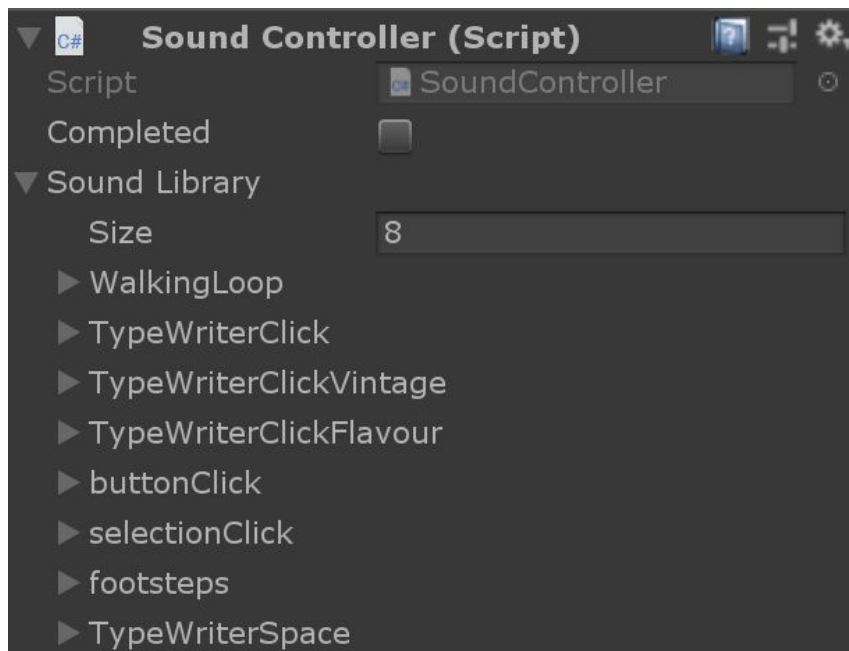 C# Sound Controller (Script) ?
Script C# SoundController
Completed
Sound Library
Size 8
WalkingLoop
TypeWriterClick
TypeWriterClickVintage
TypeWriterClickFlavour
buttonClick
selectionClick
footsteps
TypeWriterSpace